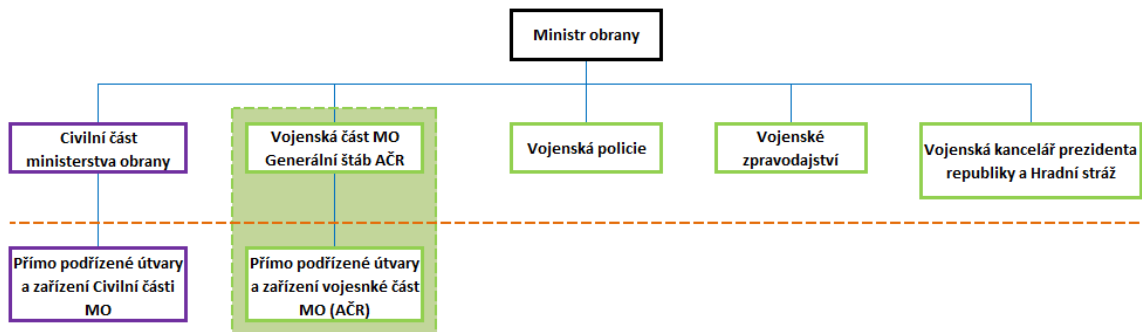 Ministr obrany
Civilní část
ministerstva obrany
Vojenská část MO
Generální štáb AČR
Vojenská policie
Vojenské
zpravodajství
Vojenská kancelář prezidenta
republiky a Hradní stráž
Přímo podřízené útvary
a zařízení Civilní části
MO
Přímo podřízené útvary
a zařízení vojesnké část
MO (AČR)